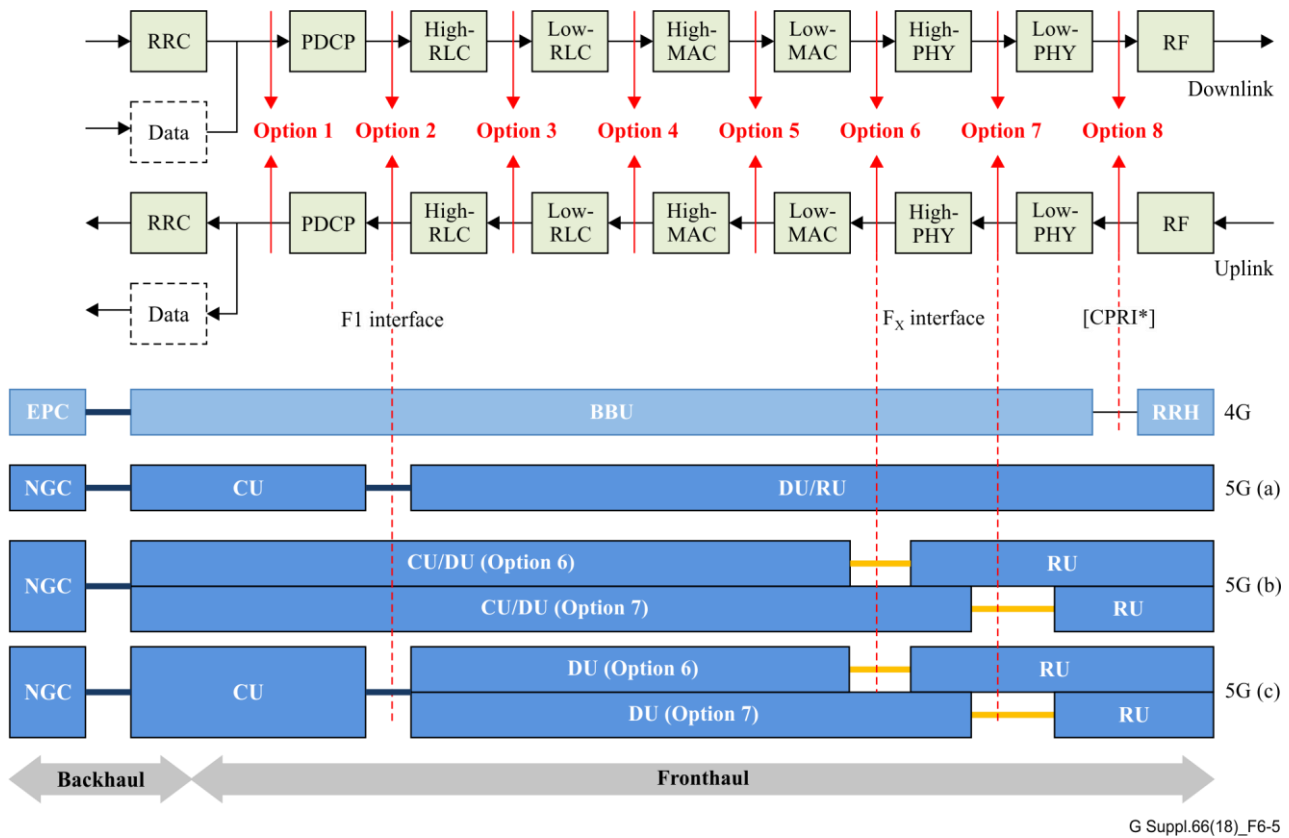 RRC
PDCP
High-
RLC
Low-
RLC
High-
MAC
Low-
MAC
High-
PHY
Low-
PHY
RF
Downlink
Data
Option 1
Option 2
Option 3
Option 4
Option 5
Option 6
Option 7
Option 8
RRC
PDCP
High-
RLC
Low-
RLC
High-
MAC
Low-
MAC
High-
PHY
Low-
PHY
RF
Uplink
Data
F1 interface
FX interface
[CPRI*]
EPC
BBU
RRH
4G
NGC
CU
DU/RU
5G (a)
NGC
CU/DU (Option 6)
RU
CU/DU (Option 7)
RU
5G (b)
NGC
CU
DU (Option 6)
RU
DU (Option 7)
RU
5G (c)
Backhaul
Fronthaul
G Suppl.66(18)_F6-5